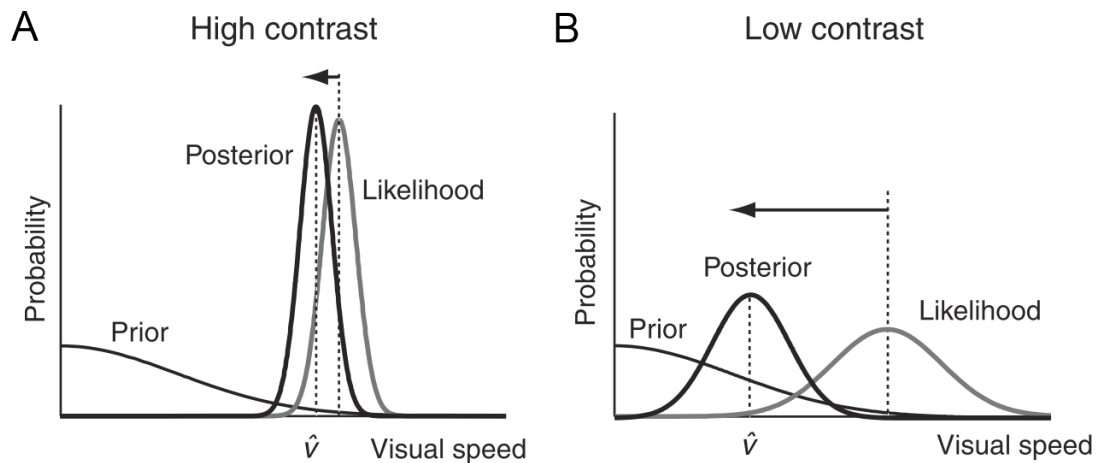 A
High contrast
Probability
Prior
Posterior
Likelihood
v̂
Visual speed
B
Low contrast
Probability
Prior
Posterior
Likelihood
v̂
Visual speed